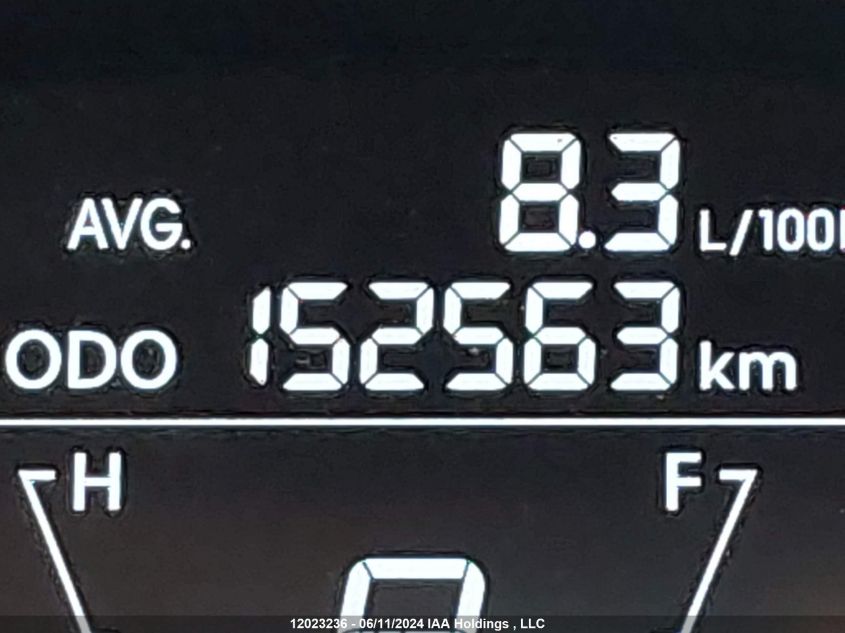 AVG. 8.3 L/100
ODO 152563 km
H F
12023236 - 06/11/2024 IAA Holdings , LLC